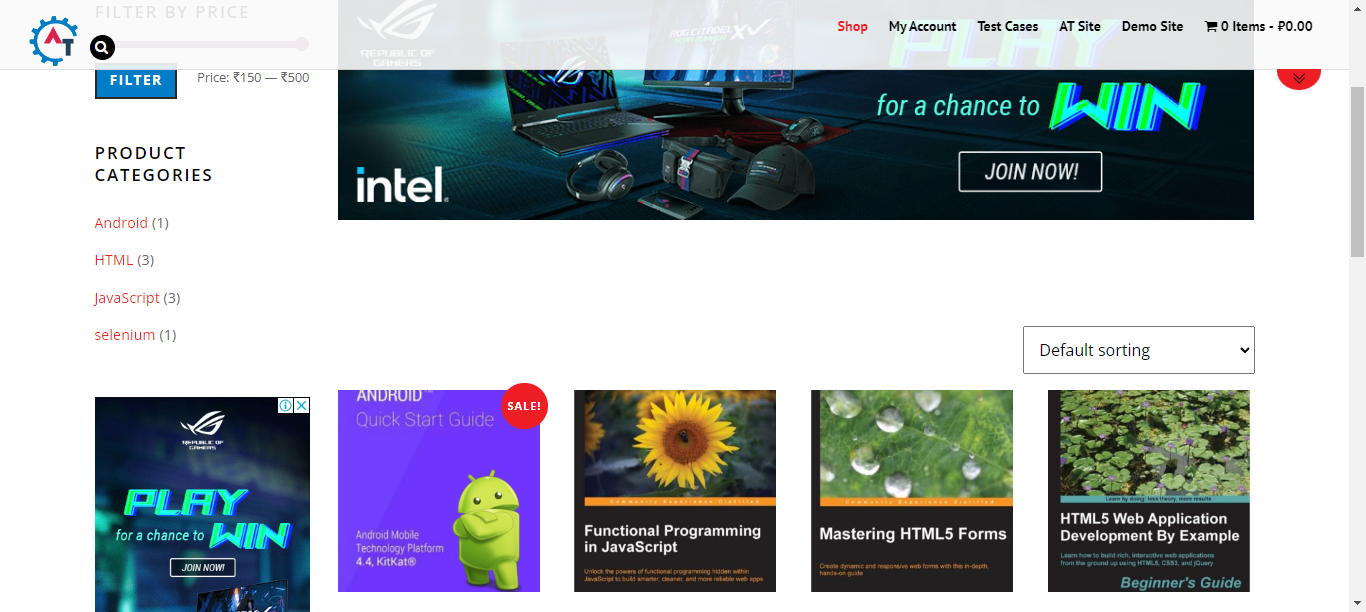 FILTER BY PRICE
AT
Shop
My Account
Test Cases
AT Site
Demo Site
0 Items - ₽0.00
FILTER
Price: ₹150 — ₹500
REPUBLIC OF
GAMERS
ROG CITADEL XV
PLAY
for a chance to WIN
JOIN NOW!
intel.
PRODUCT
CATEGORIES
Android (1)
HTML (3)
JavaScript (3)
selenium (1)
Default sorting
REPUBLIC OF
GAMERS
PLAY
for a chance to WIN
JOIN NOW!
SALE!
ANDROID™
Quick Start Guide
Android Mobile
Technology Platform
4.4, KitKat®
Community Experience Distilled
Functional Programming
in JavaScript
Unlock the powers of functional programming hidden within
JavaScript to build smarter, cleaner, and more reliable web apps
Community Experience Distilled
Mastering HTML5 Forms
Create dynamic and responsive web forms with this in-depth,
hands-on guide
Learn by doing: less theory, more results
HTML5 Web Application
Development By Example
Learn how to build rich, interactive web applications
from the ground up using HTML5, CSS3, and jQuery
Beginner's Guide